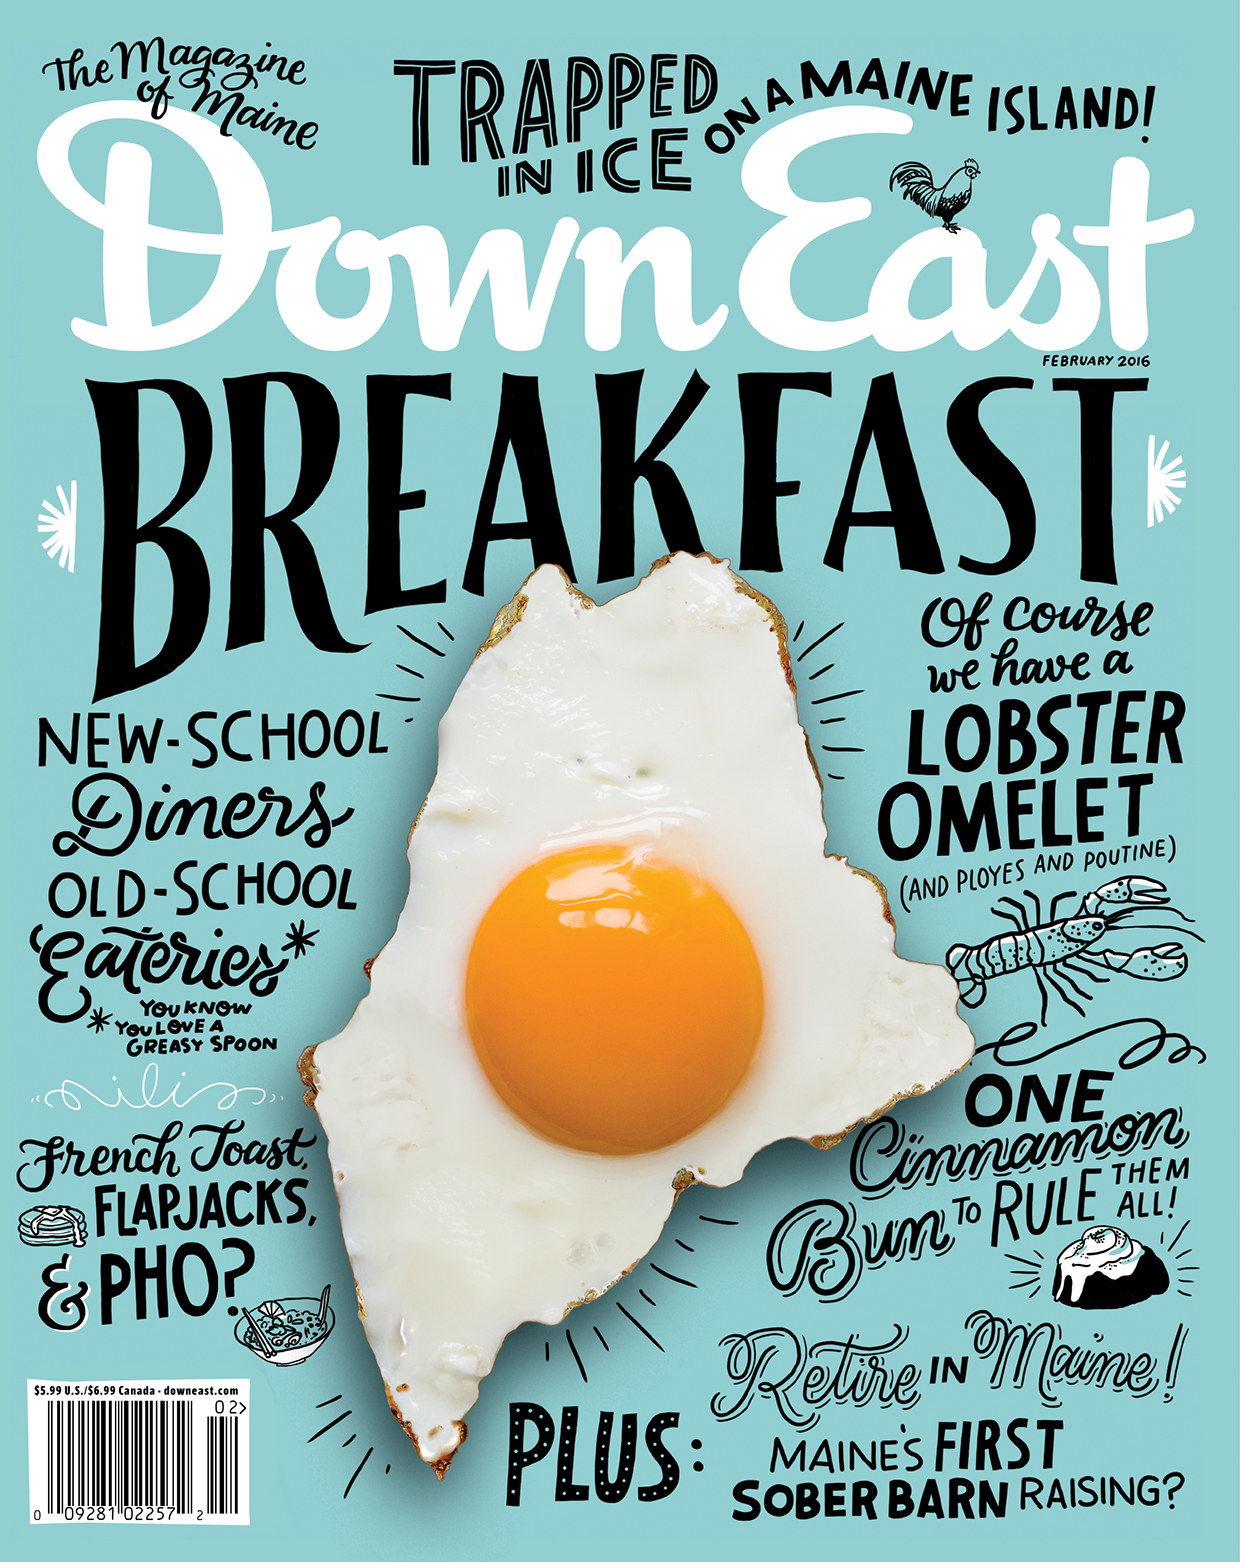 The Magazine
of Maine
TRAPPED
IN ICE
ON A MAINE ISLAND!
Down East
FEBRUARY 2016
BREAKFAST
NEW-SCHOOL
Diners
OLD-SCHOOL
Eateries*
*YOU KNOW
YOU LOVE A
GREASY SPOON
French Toast,
FLAPJACKS,
& PHO?
Of course
we have a
LOBSTER
OMELET
(AND PLOYES AND POUTINE)
ONE
Cinnamon
Bun TO RULE THEM
ALL!
PLUS:
Retire IN Maine!
MAINE'S FIRST
SOBER BARN RAISING?
$5.99 U.S./$6.99 Canada · downeast.com
02>
0 09281 02257 2